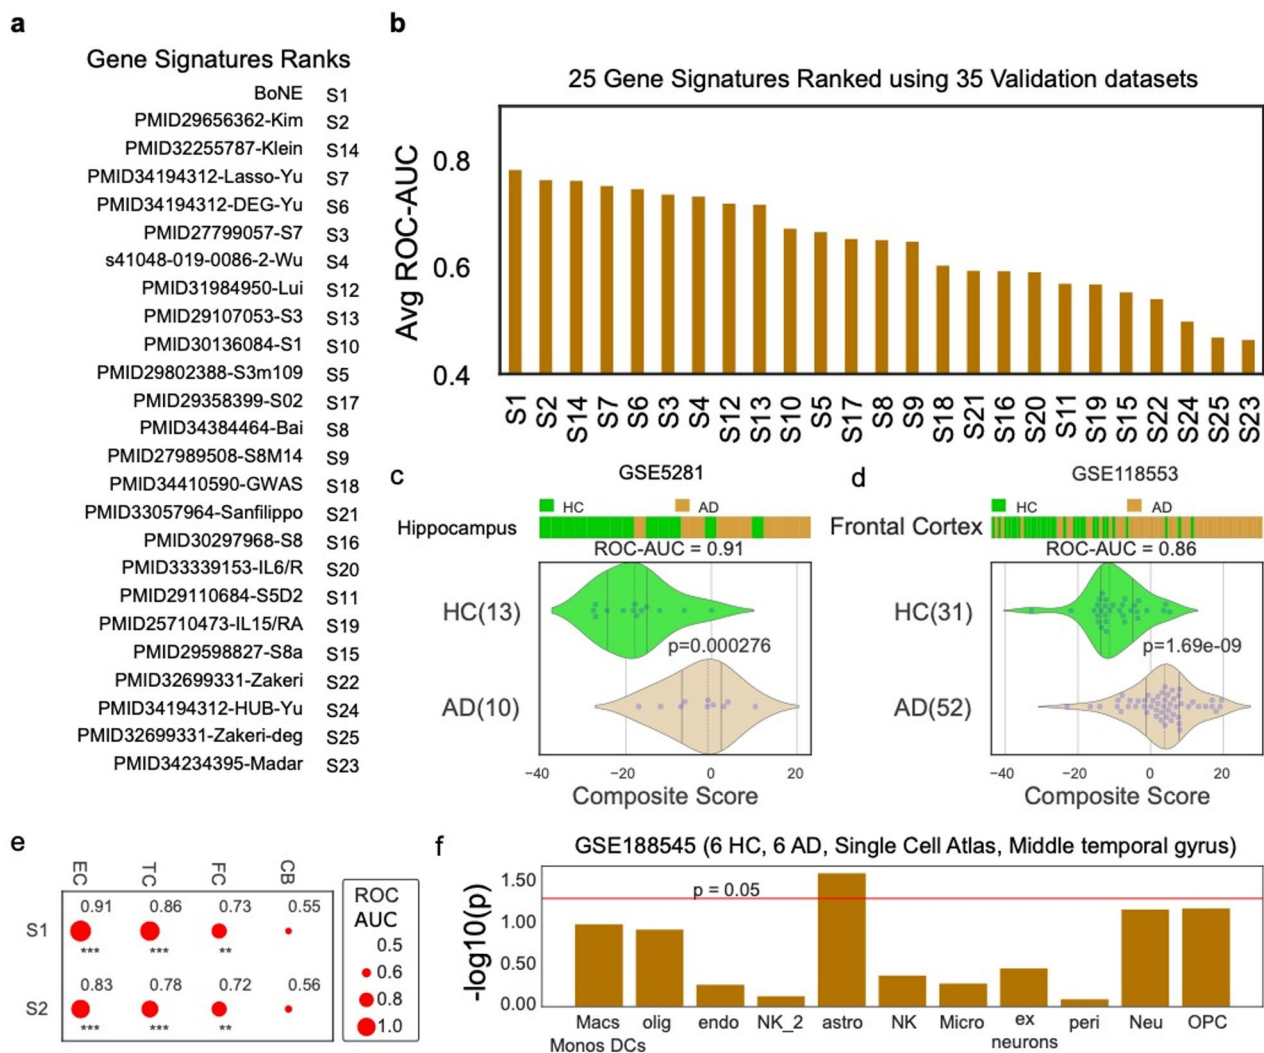 a
Gene Signatures Ranks
BoNE S1
PMID29656362-Kim S2
PMID32255787-Klein S14
PMID34194312-Lasso-Yu S7
PMID34194312-DEG-Yu S6
PMID27799057-S7 S3
s41048-019-0086-2-Wu S4
PMID31984950-Lui S12
PMID29107053-S3 S13
PMID30136084-S1 S10
PMID29802388-S3m109 S5
PMID29358399-S02 S17
PMID34384464-Bai S8
PMID27989508-S8M14 S9
PMID34410590-GWAS S18
PMID33057964-Sanfilippo S21
PMID30297968-S8 S16
PMID33339153-IL6/R S20
PMID29110684-S5D2 S11
PMID25710473-IL15/RA S19
PMID29598827-S8a S15
PMID32699331-Zakeri S22
PMID34194312-HUB-Yu S24
PMID32699331-Zakeri-deg S25
PMID34234395-Madar S23
b
25 Gene Signatures Ranked using 35 Validation datasets
Avg ROC-AUC
0.8
0.6
0.4
S1 S2 S14 S7 S6 S3 S4 S12 S13 S10 S5 S17 S8 S9 S18 S21 S16 S20 S11 S19 S15 S22 S24 S25 S23
c
GSE5281
HC AD
Hippocampus
ROC-AUC = 0.91
HC(13)
p=0.000276
AD(10)
−40 −20 0 20
Composite Score
d
GSE118553
HC AD
Frontal Cortex
ROC-AUC = 0.86
HC(31)
p=1.69e-09
AD(52)
−40 −20 0 20
Composite Score
e
EC TC FC CB
S1
0.91 0.86 0.73 0.55
*** *** **
S2
0.83 0.78 0.72 0.56
*** *** **
ROC
AUC
0.5
0.6
0.8
1.0
f
GSE188545 (6 HC, 6 AD, Single Cell Atlas, Middle temporal gyrus)
-log10(p)
1.50
1.00
0.50
0.00
p = 0.05
Macs olig endo NK_2 astro NK Micro ex peri Neu OPC
Monos DCs neurons